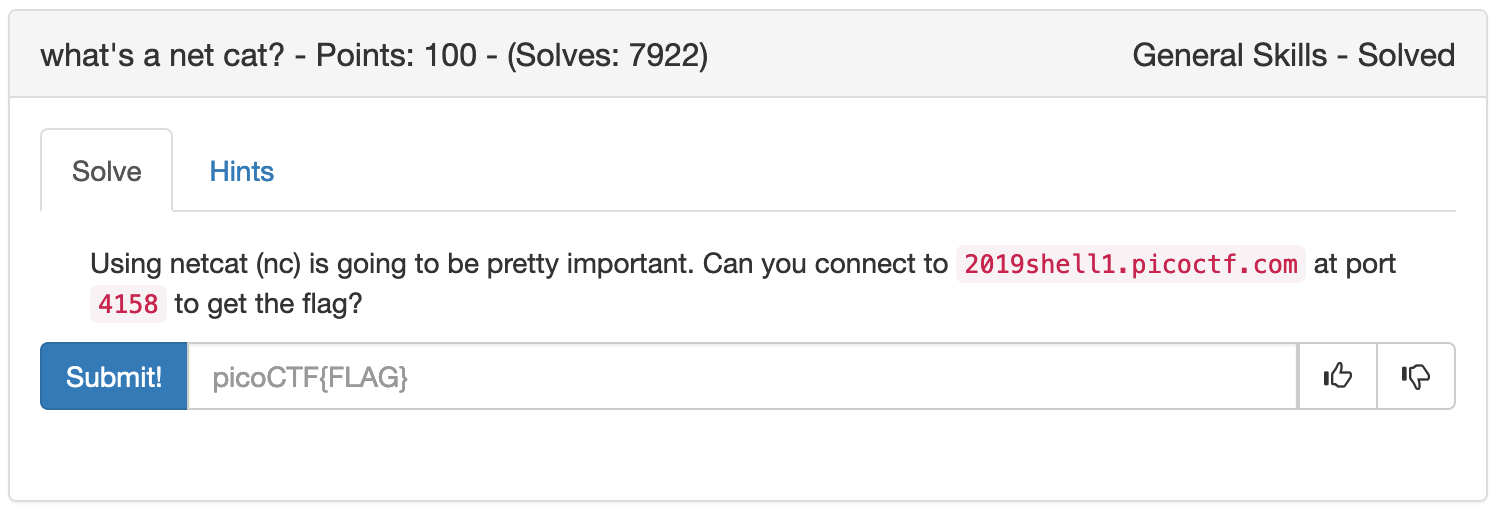 what's a net cat? - Points: 100 - (Solves: 7922)
General Skills - Solved
Solve
Hints
Using netcat (nc) is going to be pretty important. Can you connect to 2019shell1.picoctf.com at port
4158 to get the flag?
Submit!
picoCTF{FLAG}